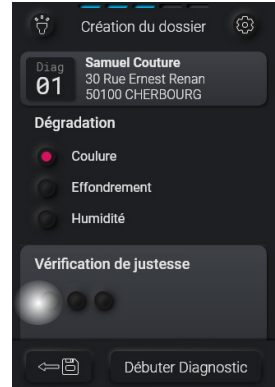 Création du dossier
Diag
01
Samuel Couture
30 Rue Ernest Renan
50100 CHERBOURG
Dégradation
Coulure
Effondrement
Humidité
Vérification de justesse
Débuter Diagnostic